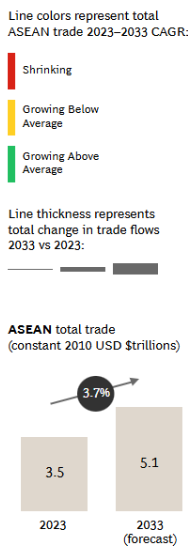 Line colors represent total
ASEAN trade 2023–2033 CAGR:
Shrinking
Growing Below
Average
Growing Above
Average
Line thickness represents
total change in trade flows
2033 vs 2023:
ASEAN total trade
(constant 2010 USD $trillions)
3.7%
3.5
5.1
2023
2033
(forecast)